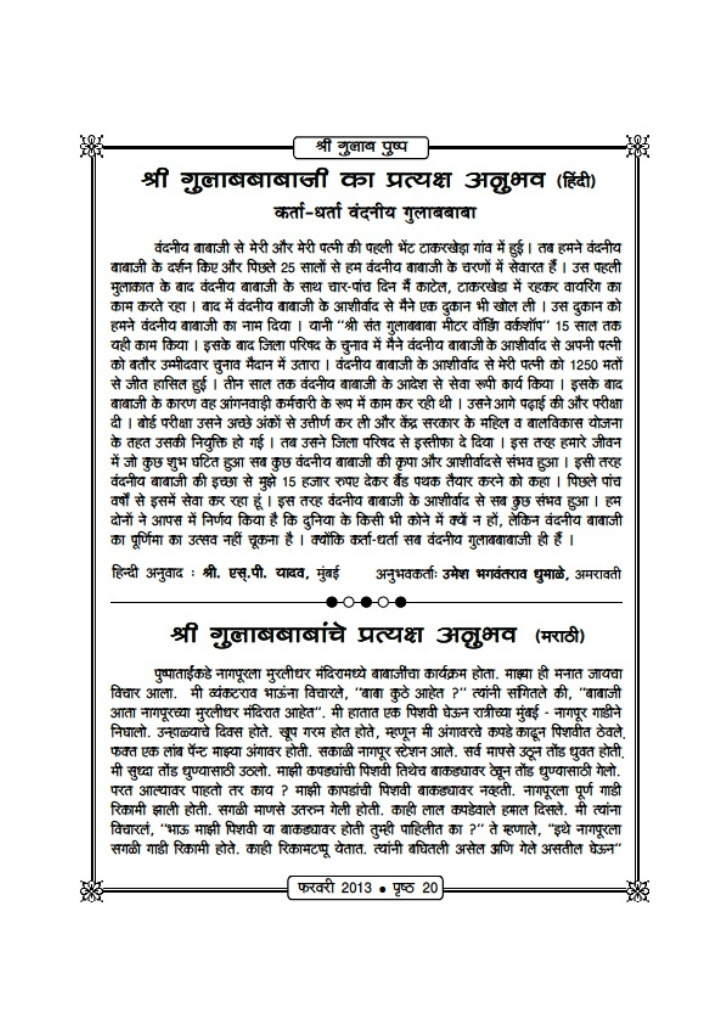 श्री गुलाब पुष्प
श्री गुलाबबाबाजी का प्रत्यक्ष अनुभव (हिंदी)
कर्ता-धर्ता वंदनीय गुलाबबाबा
वंदनीय बाबाजी से मेरी और मेरी पत्नी की पहली भेंट टाकरखेड़ा गांव में हुई । तब हमने वंदनीय
बाबाजी के दर्शन किए और पिछले 25 सालों से हम वंदनीय बाबाजी के चरणों में सेवारत हैं । उस पहली
मुलाकात के बाद वंदनीय बाबाजी के साथ चार-पांच दिन मैं काटेल, टाकरखेडा में रहकर वायरिंग का
काम करते रहा । बाद में वंदनीय बाबाजी के आशीर्वाद से मैने एक दुकान भी खोल ली । उस दुकान को
हमने वंदनीय बाबाजी का नाम दिया । यानी "श्री संत गुलाबबाबा मीटर वॉडिंग वर्कशॉप" 15 साल तक
यही काम किया । इसके बाद जिला परिषद के चुनाव में मैने वंदनीय बाबाजी के आशीर्वाद से अपनी पत्नी
को बतौर उम्मीदवार चुनाव मैदान में उतारा । वंदनीय बाबाजी के आशीर्वाद से मेरी पत्नी को 1250 मतों
से जीत हासिल हुई । तीन साल तक वंदनीय बाबाजी के आदेश से सेवा रूपी कार्य किया । इसके बाद
बाबाजी के कारण वह आंगनवाड़ी कर्मचारी के रूप में काम कर रही थी । उसने आगे पढ़ाई की और परीक्षा
दी । बोर्ड परीक्षा उसने अच्छे अंकों से उत्तीर्ण कर ली और केंद्र सरकार के महिल व बालविकास योजना
के तहत उसकी नियुक्ति हो गई । तब उसने जिला परिषद से इस्तीफा दे दिया । इस तरह हमारे जीवन
में जो कुछ शुभ घटित हुआ सब कुछ वंदनीय बाबाजी की कृपा और आशीर्वादसे संभव हुआ । इसी तरह
वंदनीय बाबाजी की इच्छा से मुझे 15 हजार रुपए देकर बैंड पथक तैयार करने को कहा । पिछले पांच
वर्षों से इसमें सेवा कर रहा हूं । इस तरह वंदनीय बाबाजी के आशीर्वाद से सब कुछ संभव हुआ । हम
दोनों ने आपस में निर्णय किया है कि दुनिया के किसी भी कोने में क्यों न हों, लेकिन वंदनीय बाबाजी
का पूर्णिमा का उत्सव नहीं चूकना है । क्योंकि कर्ता-धर्ता सब वंदनीय गुलाबबाबाजी ही हैं ।
हिन्दी अनुवाद : श्री. एस्.पी. यादव, मुंबई अनुभवकर्ताः उमेश भगवंतराव धुमाळे, अमरावती
श्री गुलाबबाबांचे प्रत्यक्ष अनुभव (मराठी)
पुष्पाताईंकडे नागपूरला मुरलीधर मंदिरामध्ये बाबाजींचा कार्यक्रम होता. माझ्या ही मनात जायचा
विचार आला. मी व्यंकटराव भाऊंना विचारले, "बाबा कुठे आहेत ?" त्यांनी सांगितले की, "बाबाजी
आता नागपूरच्या मुरलीधर मंदिरात आहेत". मी हातात एक पिशवी घेऊन रात्रीच्या मुंबई - नागपूर गाडीने
निघालो. उन्हाळ्याचे दिवस होते. खूप गरम होत होते, म्हणून मी अंगावरचे कपडे काढून पिशवीत ठेवले.
फक्त एक लांब पॅन्ट माझ्या अंगावर होती. सकाळी नागपूर स्टेशन आले. सर्व मापसे उठून तोंड धुवत होती.
मी सुध्दा तोंड धुण्यासाठी उठलो. माझी कपड्यांची पिशवी तिथेच बाकड्यावर ठेवून तोंड धुण्यासाठी गेलो.
परत आल्यावर पाहतो तर काय ? माझी कापडांची पिशवी बाकड्यावर नव्हती. नागपूरला पूर्ण गाडी
रिकामी झाली होती. सगळी माणसे उतरुन गेली होती. काही लाल कपडेवाले हमाल दिसले. मी त्यांना
विचारलं, "भाऊ माझी पिशवी या बाकड्यावर होती तुम्ही पाहिलीत का ?" ते म्हणाले, "इथे नागपूरला
सगळी गाडी रिकामी होते. काही रिकामटप्पू येतात. त्यांनी बघितली असेल अणि गेले असतील घेऊन"
फरवरी 2013 ● पृष्ठ 20